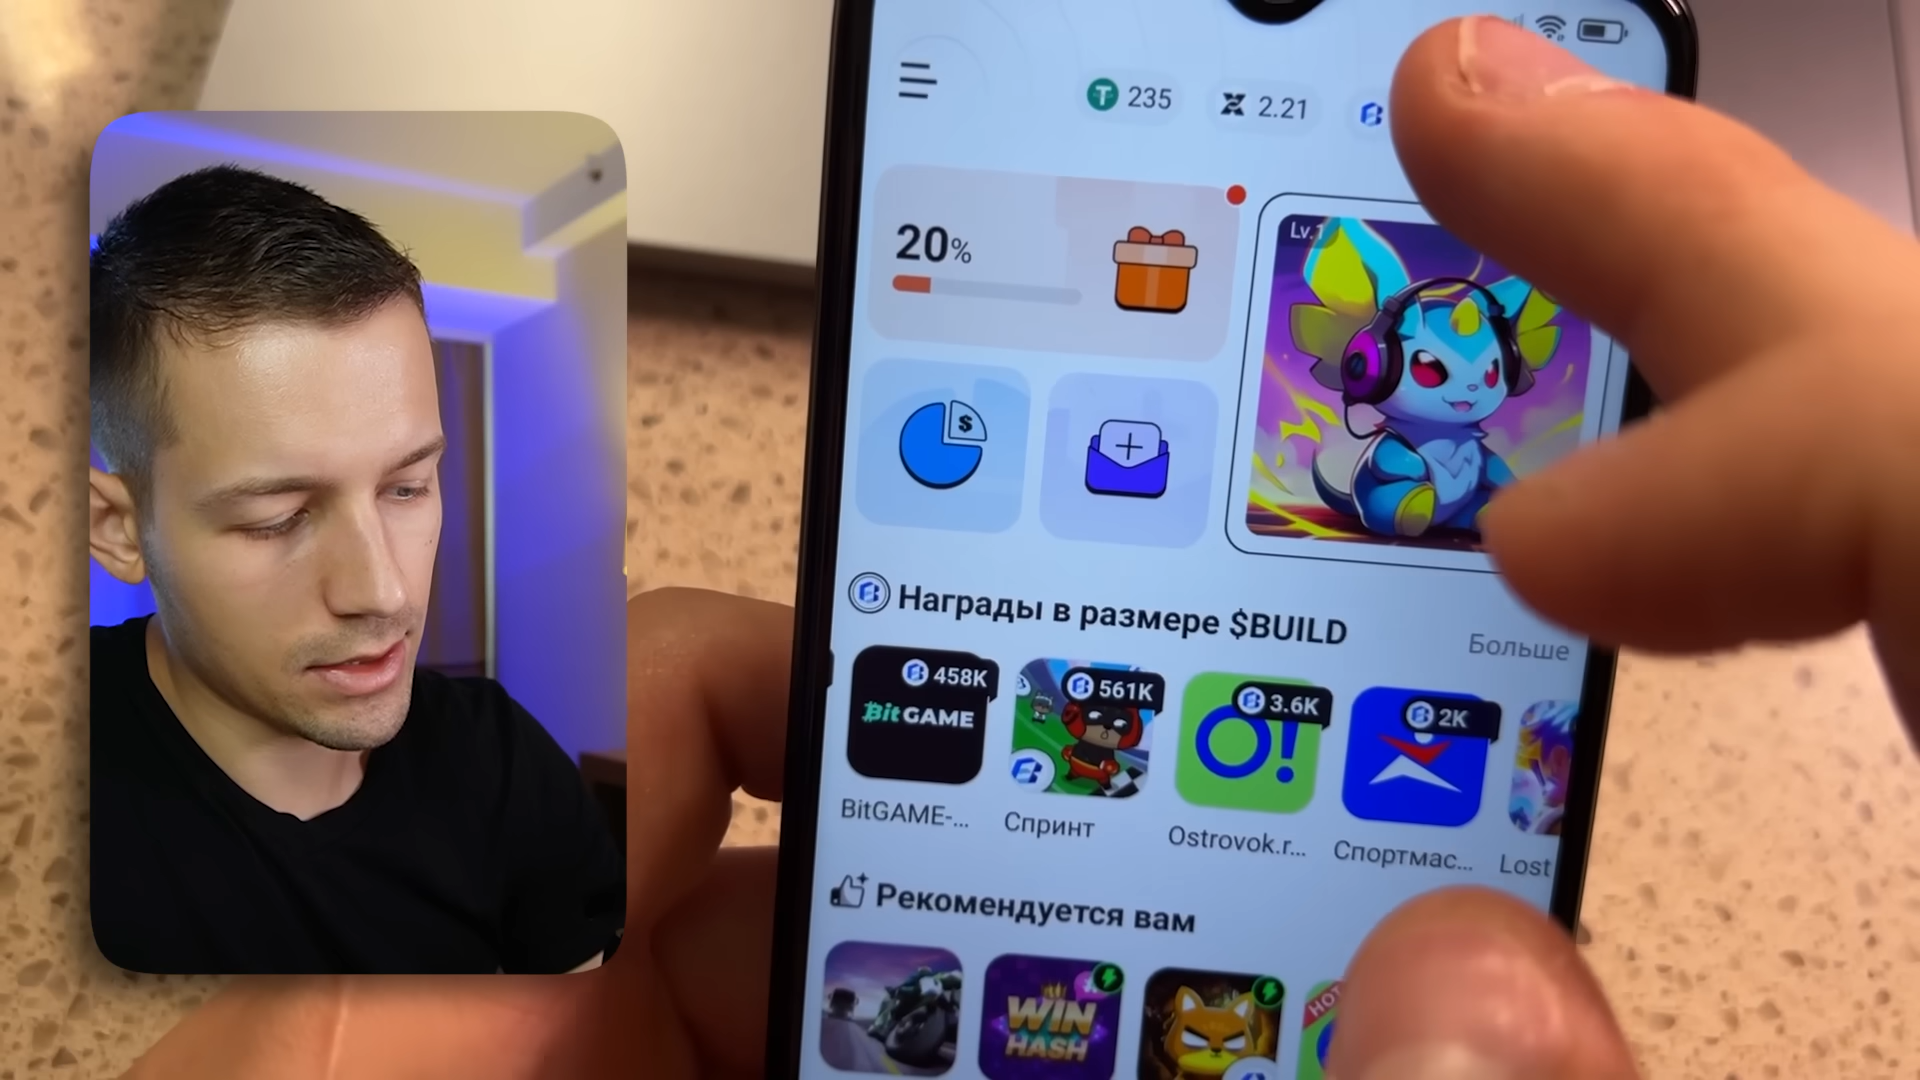 235
2.21
20%
Lv.1
$
Награды в размере $BUILD
Больше
458K
561K
3.6K
2K
BitGAME
O!
BitGAME-...
Спринт
Ostrovok.r...
Спортмас...
Lost
Рекомендуется вам
WIN
HASH
HOT